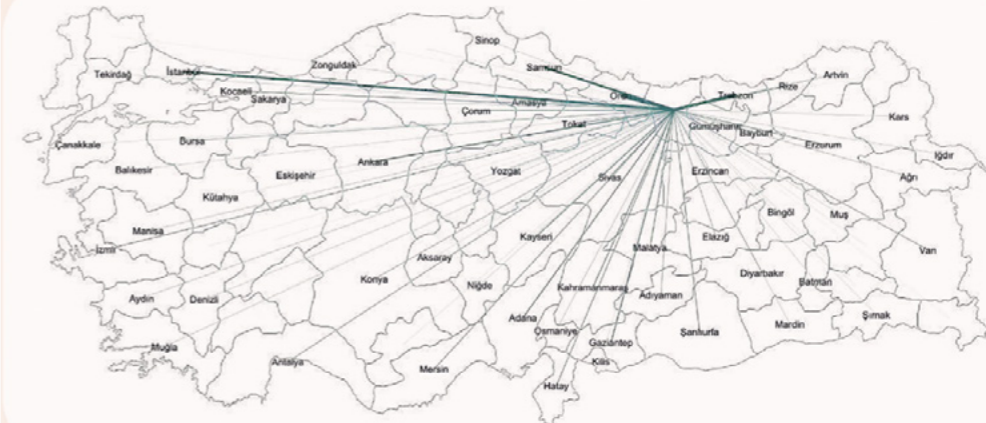 Sinop
Zonguldak
Samsun
İstanbul
Tekirdağ
Artvin
Rize
Trabzon
Kocaeli
Sakarya
Amasya
Çorum
Kars
Tokat
Gümüşhane
Bayburt
Çanakkale
Bursa
Erzurum
Iğdır
Ankara
Balıkesir
Eskişehir
Yozgat
Sivas
Erzincan
Ağrı
Kütahya
Bingöl
Muş
Manisa
Kayseri
Elazığ
İzmir
Malatya
Van
Aksaray
Diyarbakır
Konya
Batman
Niğde
Kahramanmaraş
Adıyaman
Aydın
Denizli
Şırnak
Adana
Mardin
Osmaniye
Şanlıurfa
Gaziantep
Muğla
Antalya
Kilis
Mersin
Hatay